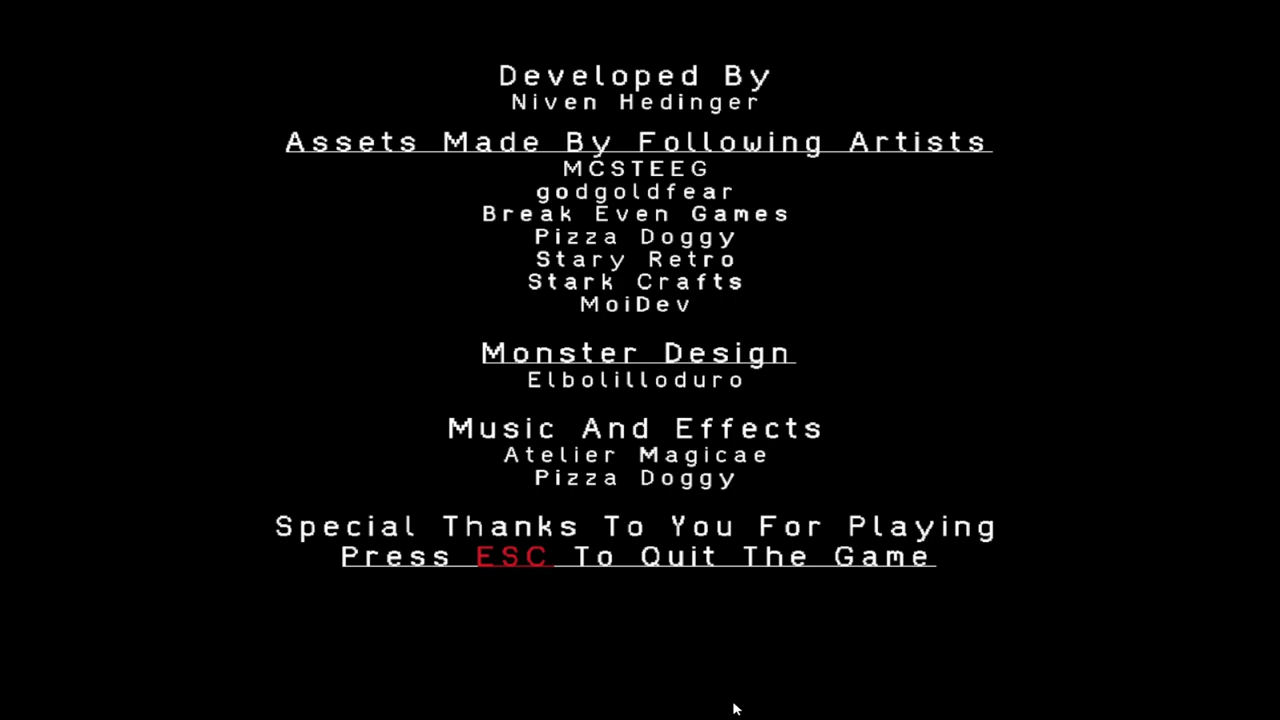 Developed By
Niven Hedinger
Assets Made By Following Artists
MCSTEEG
godgoldfear
Break Even Games
Pizza Doggy
Stary Retro
Stark Crafts
MoiDev
Monster Design
Elbolilloduro
Music And Effects
Atelier Magicae
Pizza Doggy
Special Thanks To You For Playing
Press ESC To Quit The Game